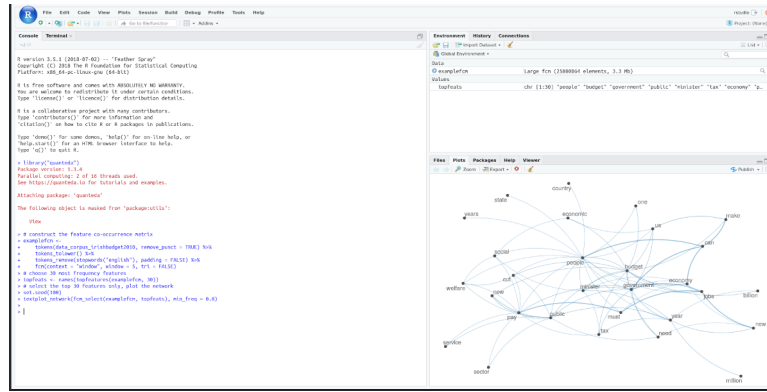 File Edit Code View Plots Session Build Debug Profile Tools Help
rstudio
Go to file/function
Addins
Project: (None)
Console Terminal
R version 3.5.1 (2018-07-02) -- "Feather Spray"
Copyright (C) 2018 The R Foundation for Statistical Computing
Platform: x86_64-pc-linux-gnu (64-bit)
R is free software and comes with ABSOLUTELY NO WARRANTY.
You are welcome to redistribute it under certain conditions.
Type 'license()' or 'licence()' for distribution details.
R is a collaborative project with many contributors.
Type 'contributors()' for more information and
'citation()' on how to cite R or R packages in publications.
Type 'demo()' for some demos, 'help()' for on-line help, or
'help.start()' for an HTML browser interface to help.
Type 'q()' to quit R.
> library("quanteda")
Package version: 1.3.4
Parallel computing: 2 of 16 threads used.
See https://quanteda.io for tutorials and examples.
Attaching package: 'quanteda'
The following object is masked from 'package:utils':
View
> # construct the feature co-occurrence matrix
> examplefcm <-
+ tokens(data_corpus_irishbudget2010, remove_punct = TRUE) %>%
+ tokens_tolower() %>%
+ tokens_remove(stopwords("english"), padding = FALSE) %>%
+ fcm(context = "window", window = 5, tri = FALSE)
> # choose 30 most frequency features
> topfeats <- names(topfeatures(examplefcm, 30))
> # select the top 30 features only, plot the network
> set.seed(100)
> textplot_network(fcm_select(examplefcm, topfeats), min_freq = 0.8)
>
>
Environment History Connections
Import Dataset
List
Global Environment
Data
examplefcm Large fcm (25000064 elements, 3.3 Mb)
Values
topfeats chr [1:30] "people" "budget" "government" "public" "minister" "tax" "economy" "p…
Files Plots Packages Help Viewer
Zoom Export
Publish
country
state
one
years
economic
us
make
can
social
people
budget
cut
now
welfare
minister
government
economy
jobs
billion
pay
public
must
year
new
tax
need
service
sector
million